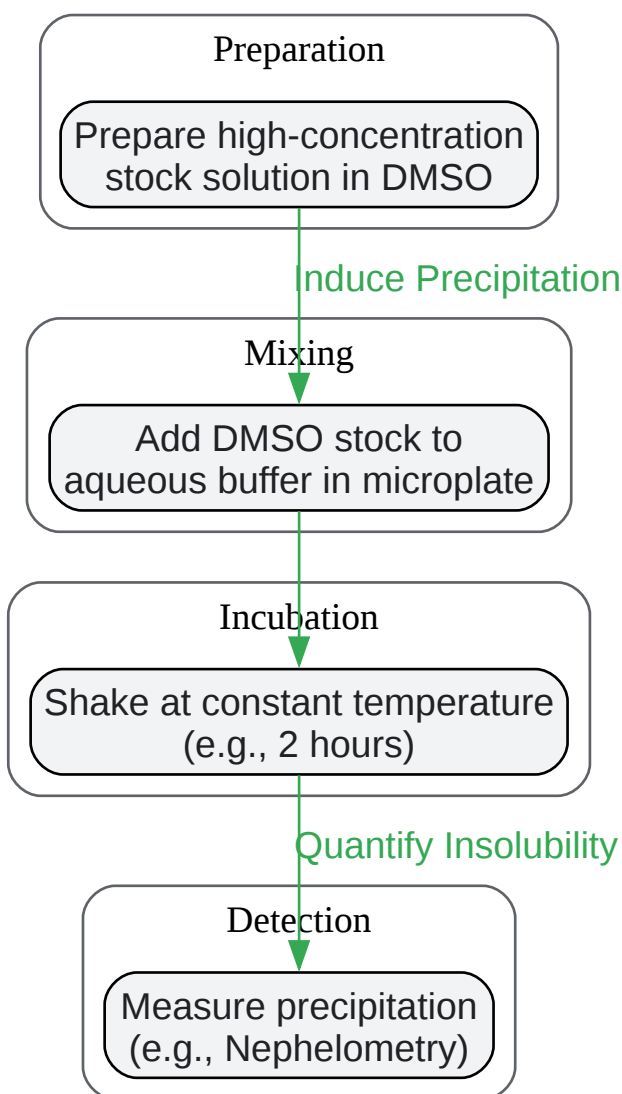 Preparation
Prepare high-concentration
stock solution in DMSO
Induce Precipitation
Mixing
Add DMSO stock to
aqueous buffer in microplate
Incubation
Shake at constant temperature
(e.g., 2 hours)
Quantify Insolubility
Detection
Measure precipitation
(e.g., Nephelometry)